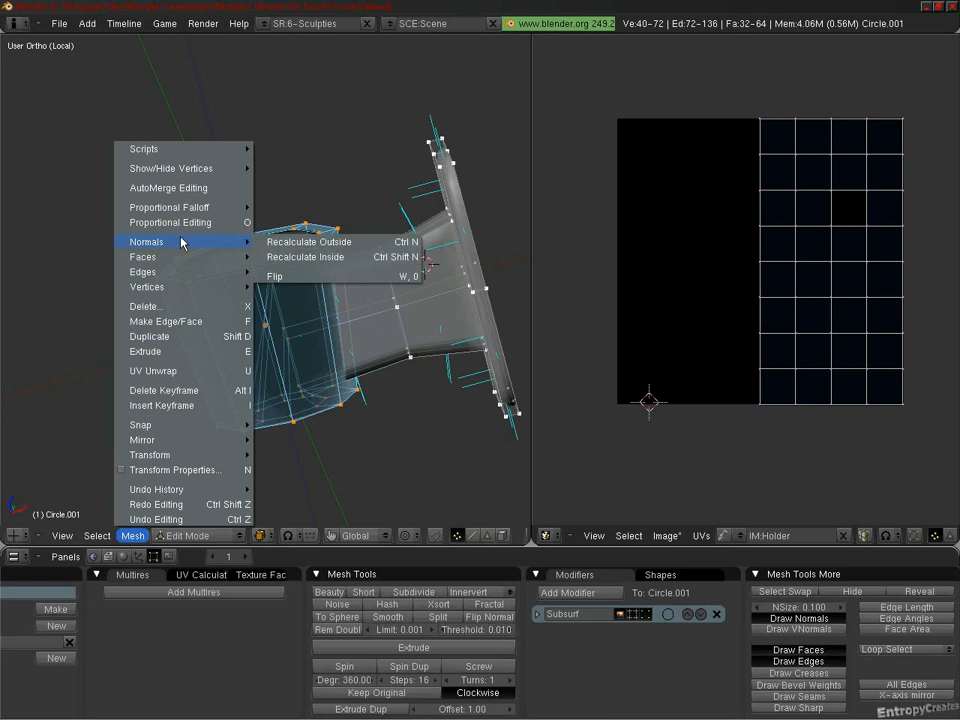 File Add Timeline Game Render Help SR:6-Sculpties SCE:Scene www.blender.org 249.2 Ve:40-72 | Ed:72-136 | Fa:32-64 | Mem:4.06M (0.56M) Circle.001
User Ortho (Local)
Scripts
Show/Hide Vertices
AutoMerge Editing
Proportional Falloff
Proportional Editing O
Normals
Faces
Edges
Vertices
Delete... X
Make Edge/Face F
Duplicate Shift D
Extrude E
UV Unwrap U
Delete Keyframe Alt I
Insert Keyframe I
Snap
Mirror
Transform
Transform Properties... N
Undo History
Redo Editing Ctrl Shift Z
Undo Editing Ctrl Z
Recalculate Outside Ctrl N
Recalculate Inside Ctrl Shift N
Flip W, 0
(1) Circle.001
View Select Mesh Edit Mode Global
View Select Image* UVs IM:Holder
Panels 1
Make
New
New
Multires UV Calculat Texture Fac
Add Multires
Mesh Tools
Beauty Short Subdivide Innervert
Noise Hash Xsort Fractal
To Sphere Smooth Split Flip Normal
Rem Doubl Limit: 0.001 Threshold: 0.010
Extrude
Spin Spin Dup Screw
Degr: 360.00 Steps: 16 Turns: 1
Keep Original Clockwise
Extrude Dup Offset: 1.00
Modifiers Shapes
Add Modifier To: Circle.001
Subsurf
Mesh Tools More
Select Swap Hide Reveal
NSize: 0.100
Draw Normals
Draw VNormals
Draw Faces
Draw Edges
Draw Creases
Draw Bevel Weights
Draw Seams
Draw Sharp
Edge Length
Edge Angles
Face Area
Loop Select
All Edges
X-axis mirror
EntropyCreates